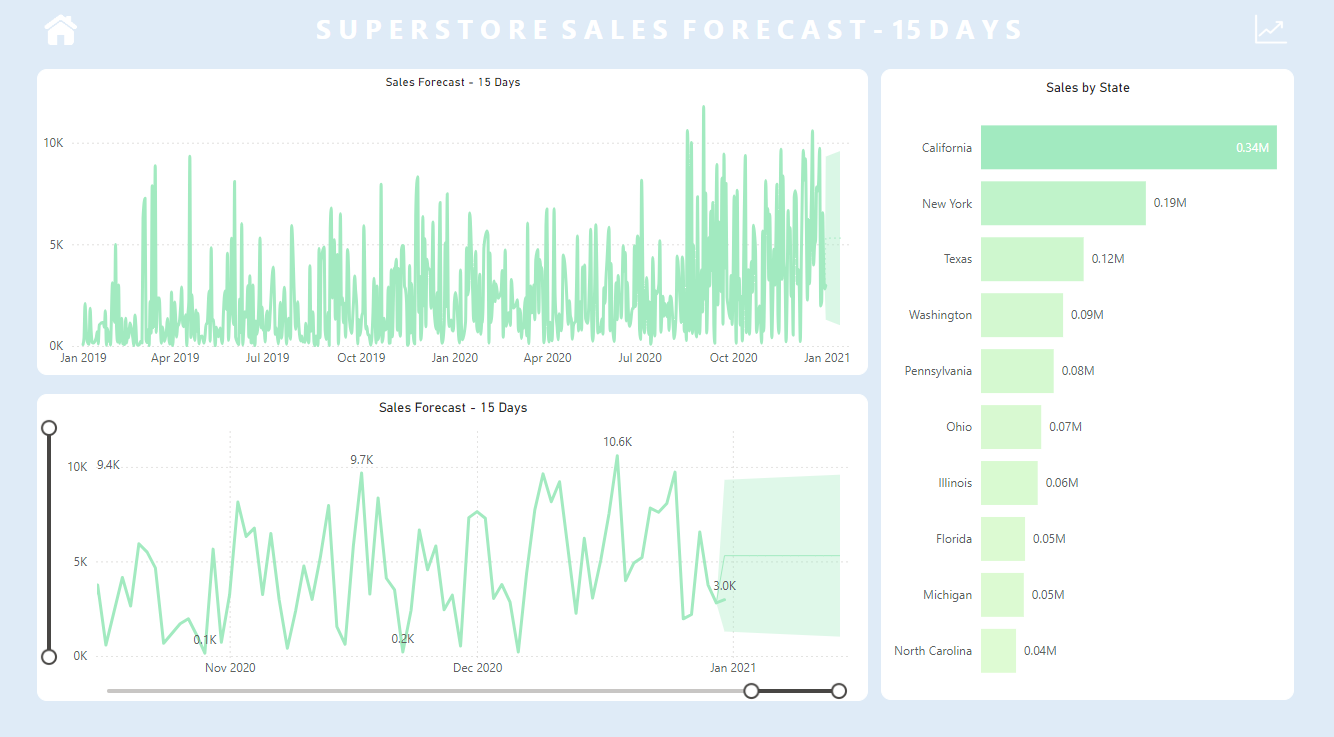 SUPERSTORE SALES FORECAST - 15 DAYS
Sales Forecast - 15 Days
10K
5K
0K
Jan 2019 Apr 2019 Jul 2019 Oct 2019 Jan 2020 Apr 2020 Jul 2020 Oct 2020 Jan 2021
Sales Forecast - 15 Days
10K
5K
0K
9.4K
0.1K
9.7K
0.2K
10.6K
3.0K
Nov 2020 Dec 2020 Jan 2021
Sales by State
California 0.34M
New York 0.19M
Texas 0.12M
Washington 0.09M
Pennsylvania 0.08M
Ohio 0.07M
Illinois 0.06M
Florida 0.05M
Michigan 0.05M
North Carolina 0.04M